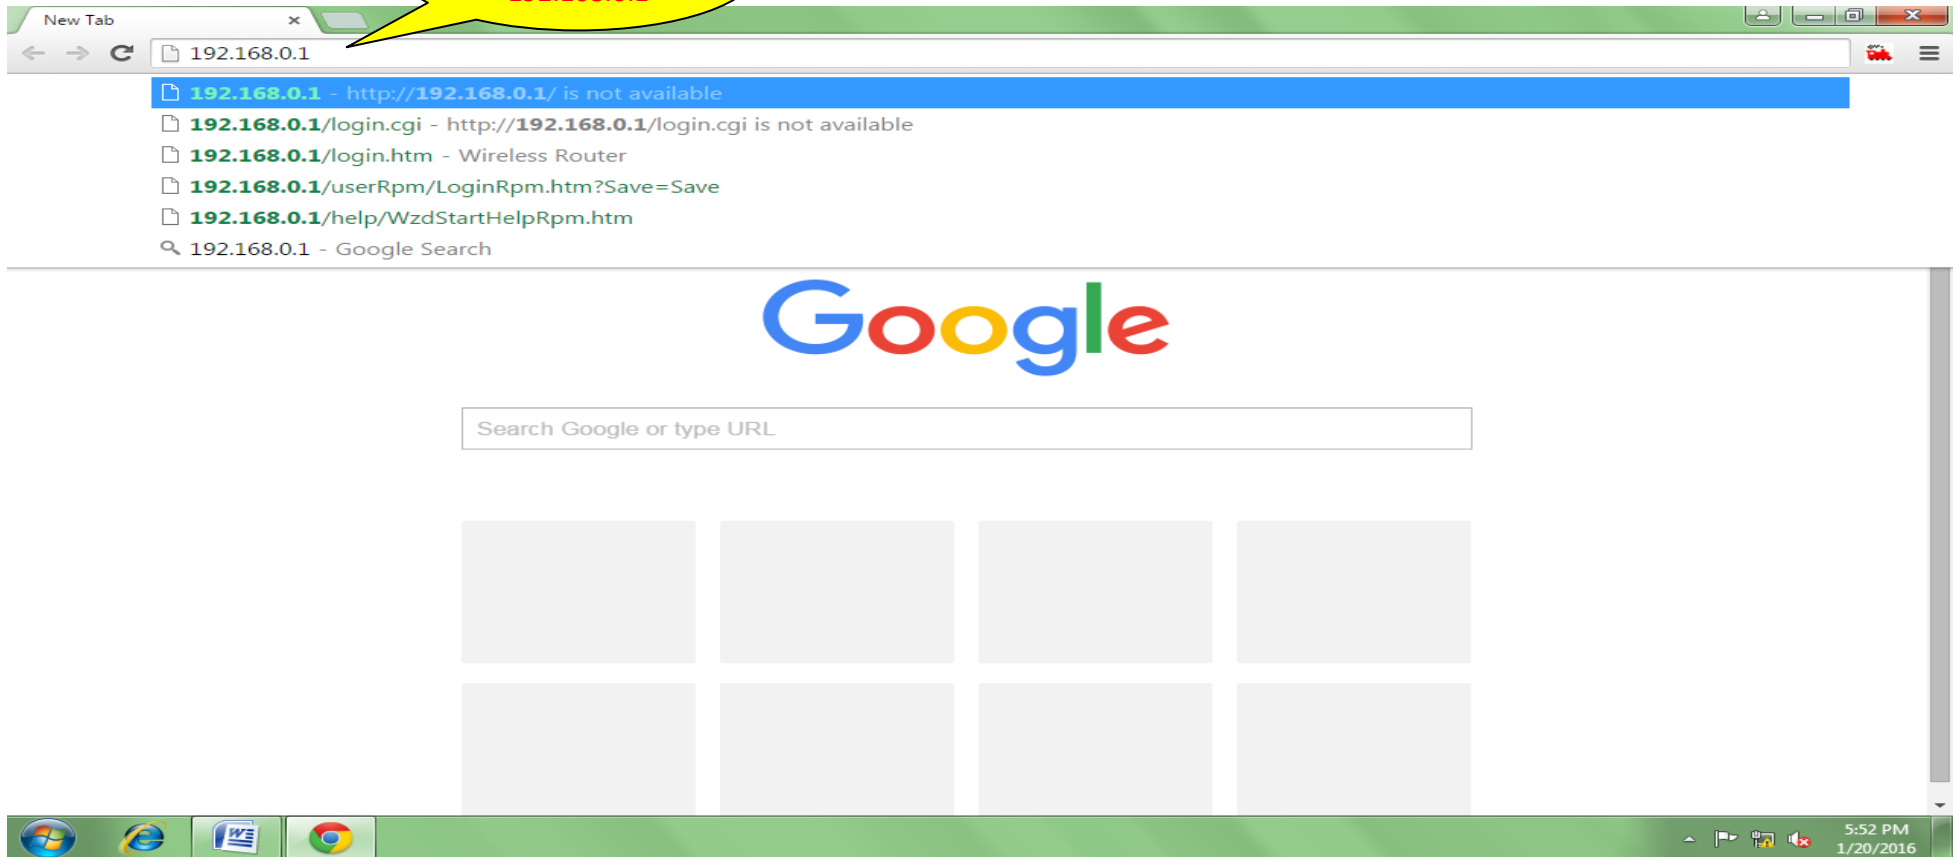 New Tab
192.168.0.1
192.168.0.1 - http://192.168.0.1/ is not available
192.168.0.1/login.cgi - http://192.168.0.1/login.cgi is not available
192.168.0.1/login.htm - Wireless Router
192.168.0.1/userRpm/LoginRpm.htm?Save=Save
192.168.0.1/help/WzdStartHelpRpm.htm
192.168.0.1 - Google Search
Google
Search Google or type URL
5:52 PM
1/20/2016